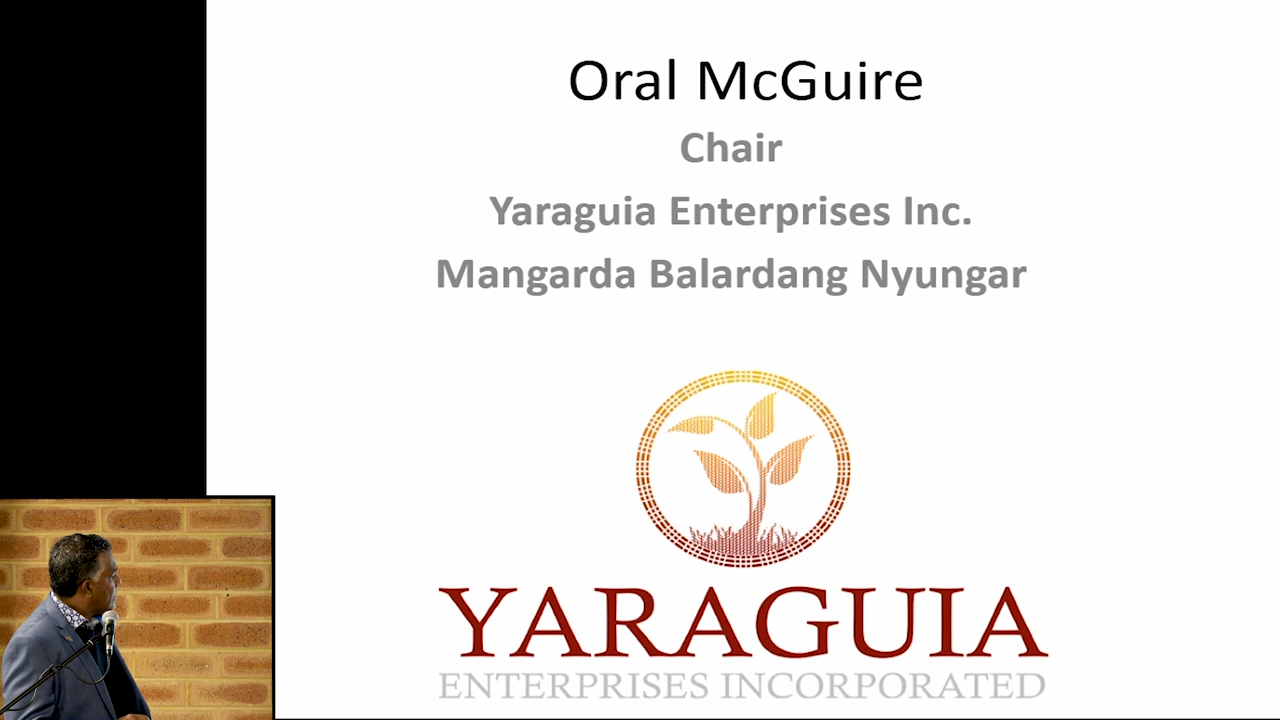 Oral McGuire
Chair
Yaraguia Enterprises Inc.
Mangarda Balardang Nyungar
YARAGUIA
ENTERPRISES INCORPORATED